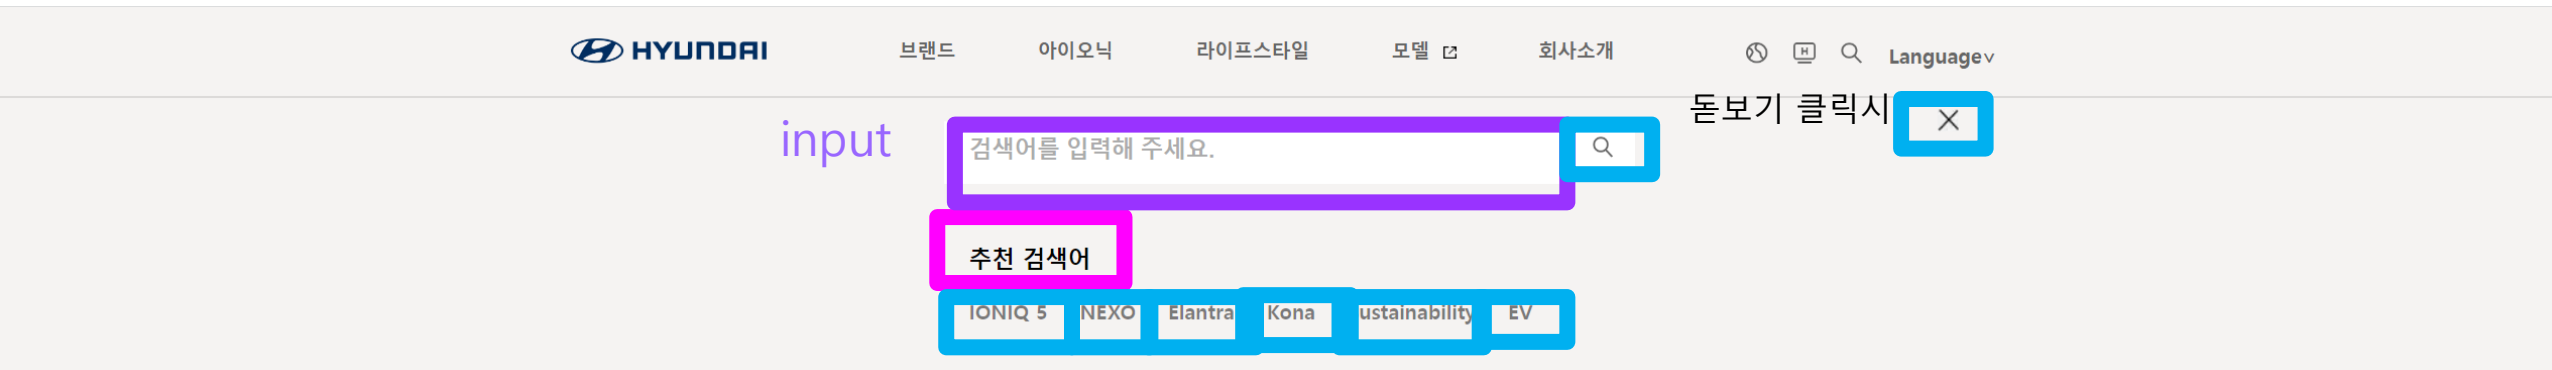 HYUNDAI 브랜드 아이오닉 라이프스타일 모델 회사소개 Language
돋보기 클릭시
input 검색어를 입력해 주세요.
추천 검색어
IONIQ 5 NEXO Elantra Kona ustainability EV